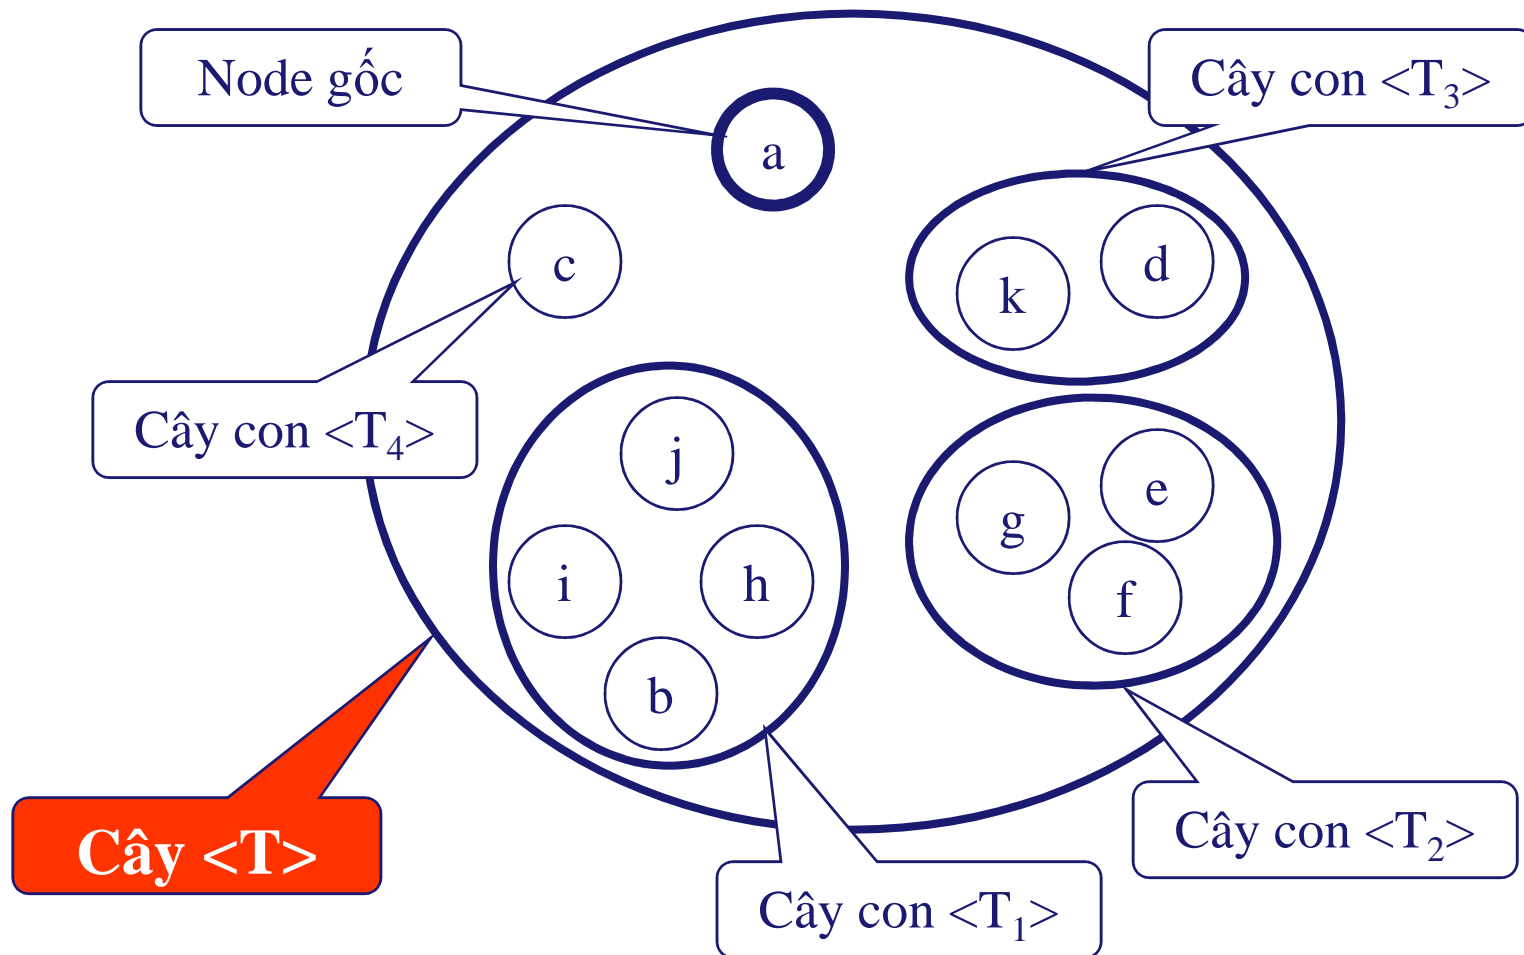 Node gốc
Cây con <T3>
a
c
d
k
Cây con <T4>
j
e
g
i
h
f
b
Cây <T>
Cây con <T2>
Cây con <T1>